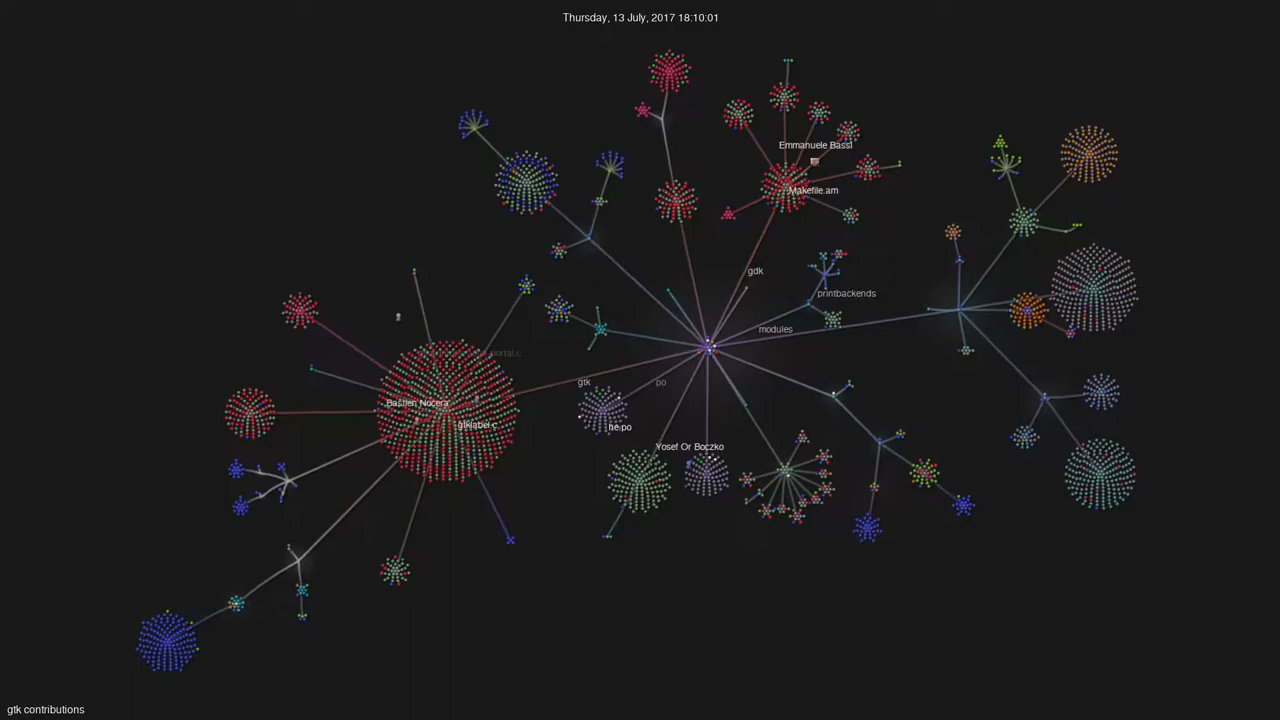 Thursday, 13 July, 2017 18:10:01
Emmanuele Bassi
Makefile.am
gdk
printbackends
modules
gtk
po
Bastien Nocera
gtklabel.c
he.po
Yosef Or Boczko
gtk contributions